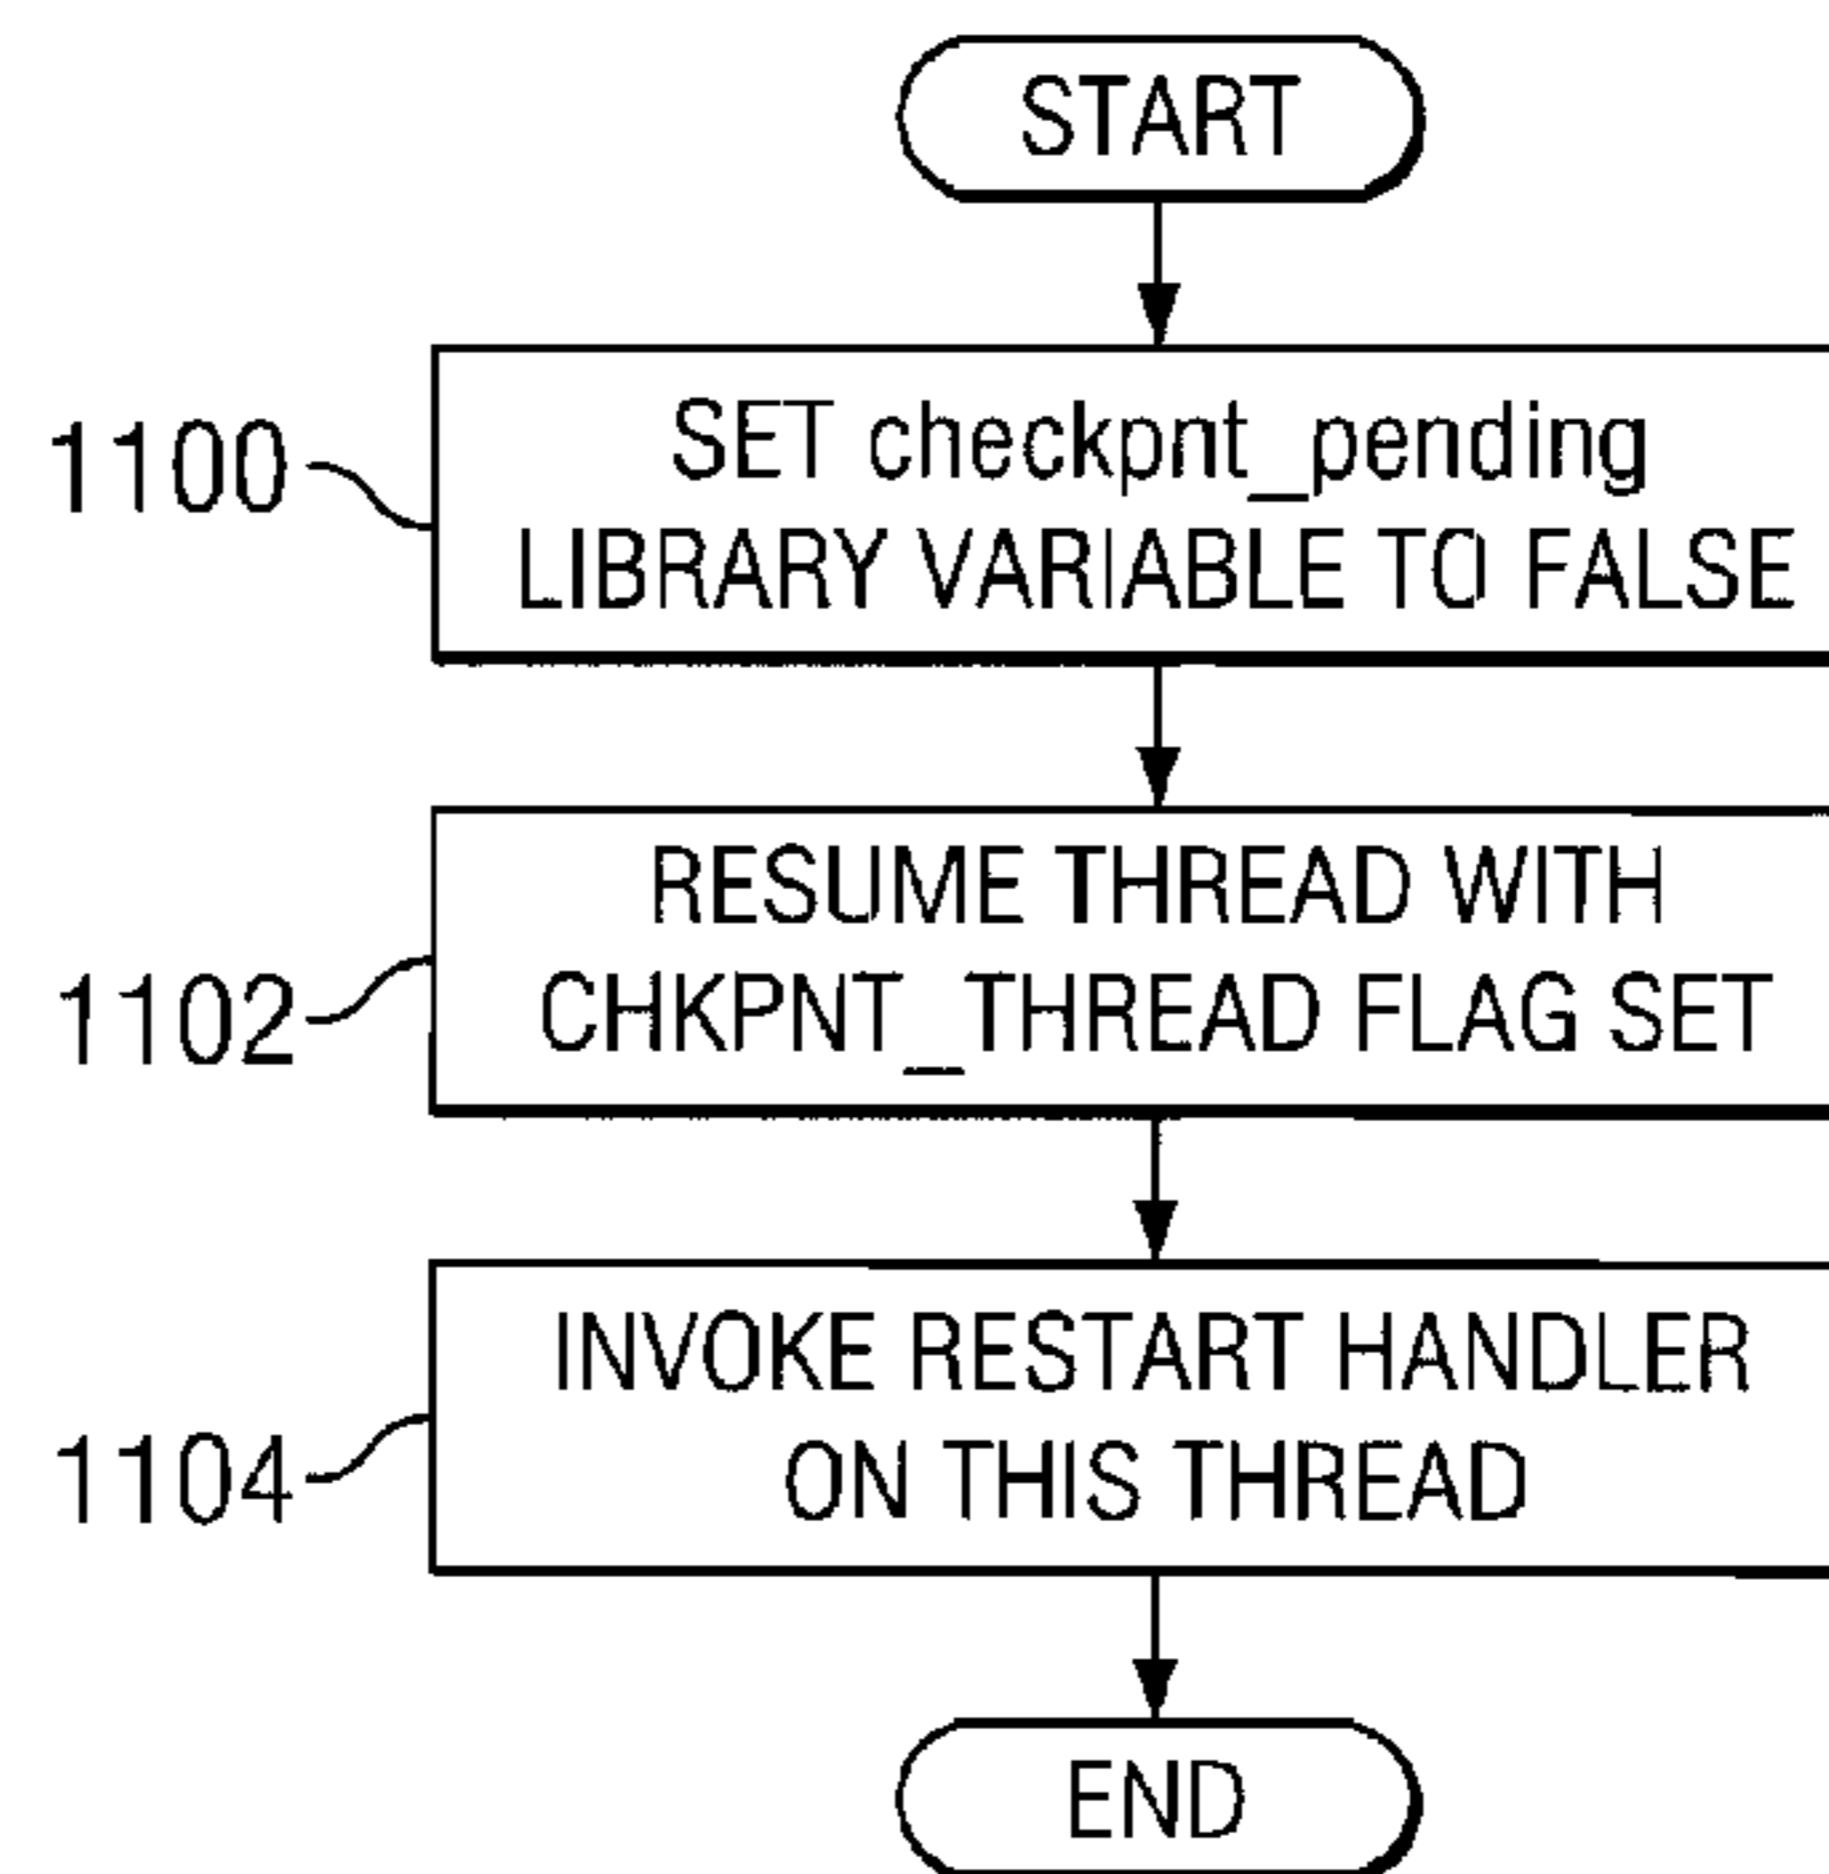 START
1100
SET checkpnt_pending
LIBRARY VARIABLE TO FALSE
1102
RESUME THREAD WITH
CHKPNT_THREAD FLAG SET
1104
INVOKE RESTART HANDLER
ON THIS THREAD
END